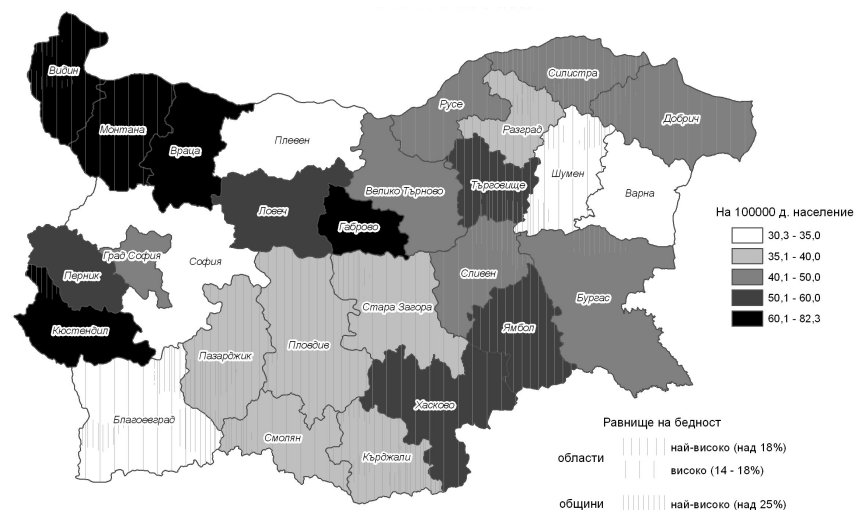 Видин
Монтана
Враца
Плевен
Русе
Силистра
Разград
Добрич
Шумен
Варна
Търговище
Велико Търново
Ловеч
Габрово
Град София
Перник
София
Сливен
Бургас
Кюстендил
Стара Загора
Ямбол
Пазарджик
Пловдив
Благоевград
Хасково
Смолян
Кърджали
На 100000 д. население
30,3 - 35,0
35,1 - 40,0
40,1 - 50,0
50,1 - 60,0
60,1 - 82,3
Равнище на бедност
области
най-високо (над 18%)
високо (14 - 18%)
общини
най-високо (над 25%)